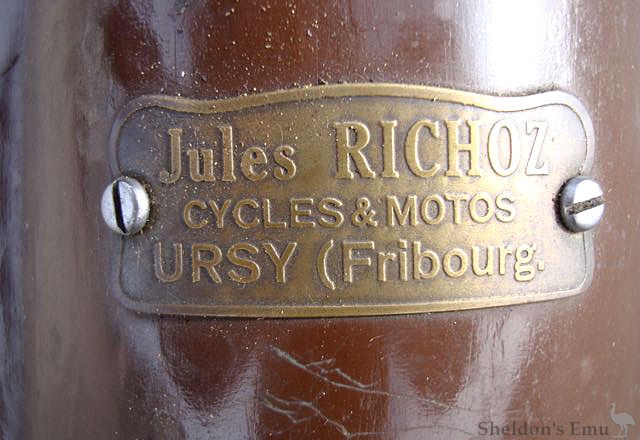 Jules RICHOZ
CYCLES & MOTOS
URSY (Fribourg.
Sheldon's Emu